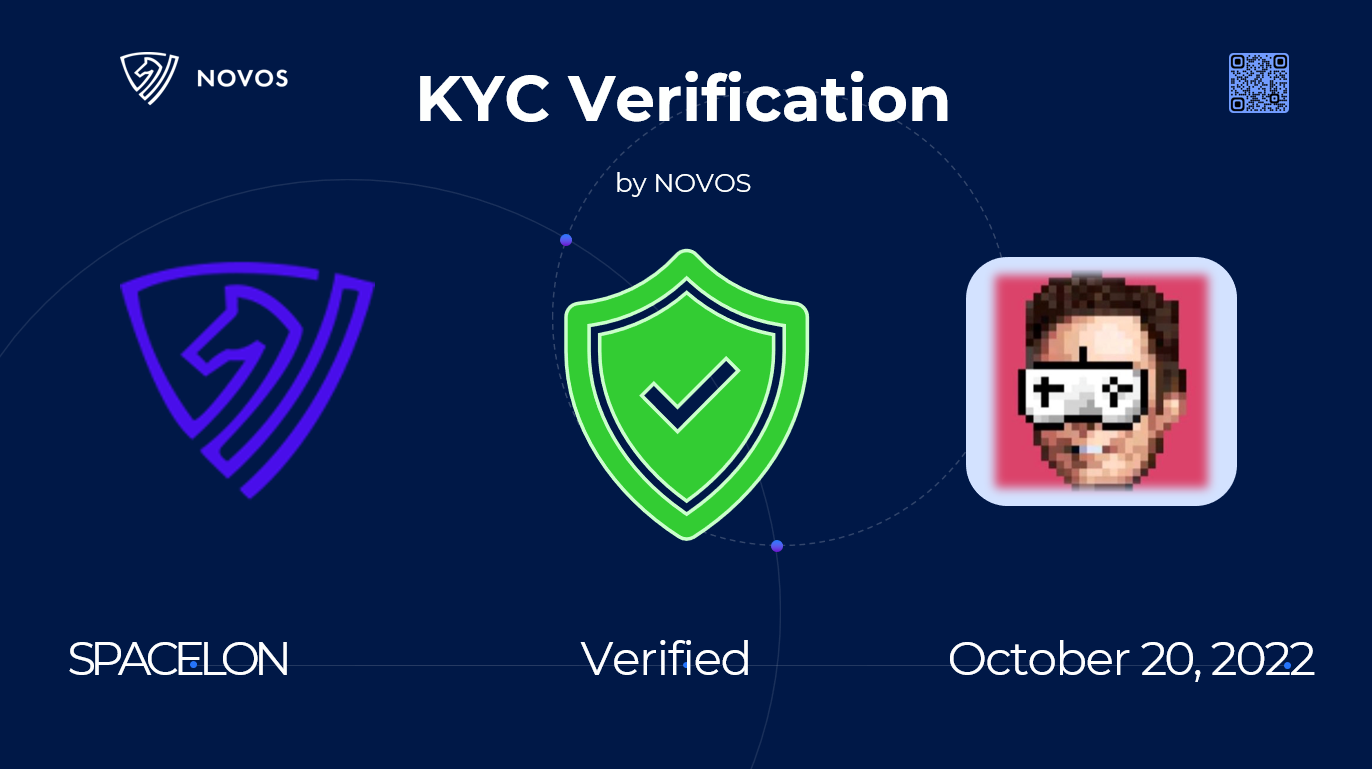 NOVOS
KYC Verification
by NOVOS
SPACELON
Verified
October 20, 2022